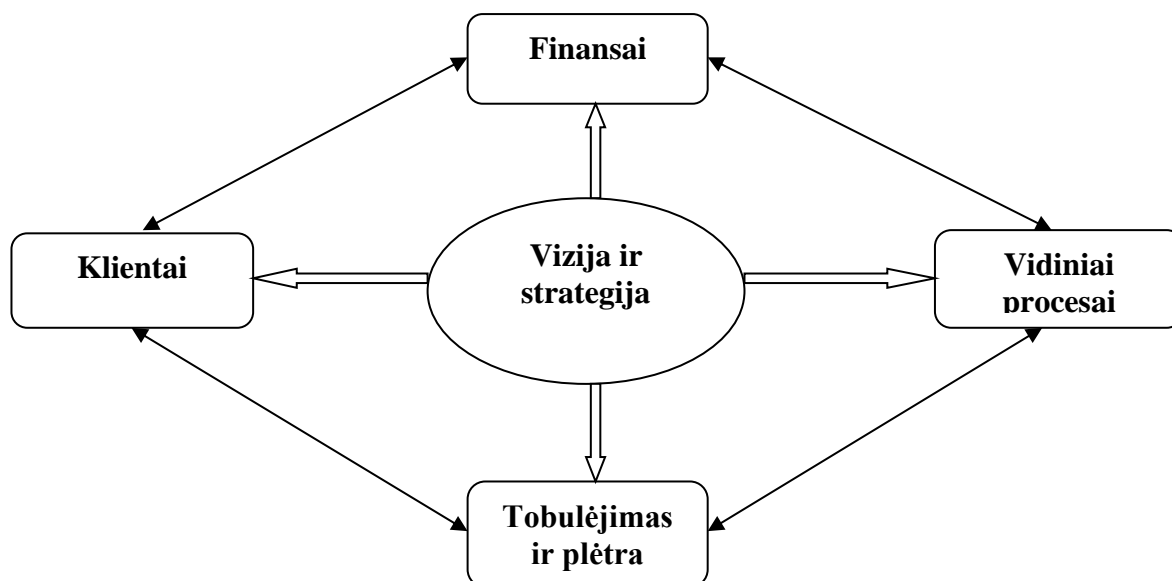 Finansai
Klientai
Vizija ir
strategija
Vidiniai
procesai
Tobulėjimas
ir plėtra